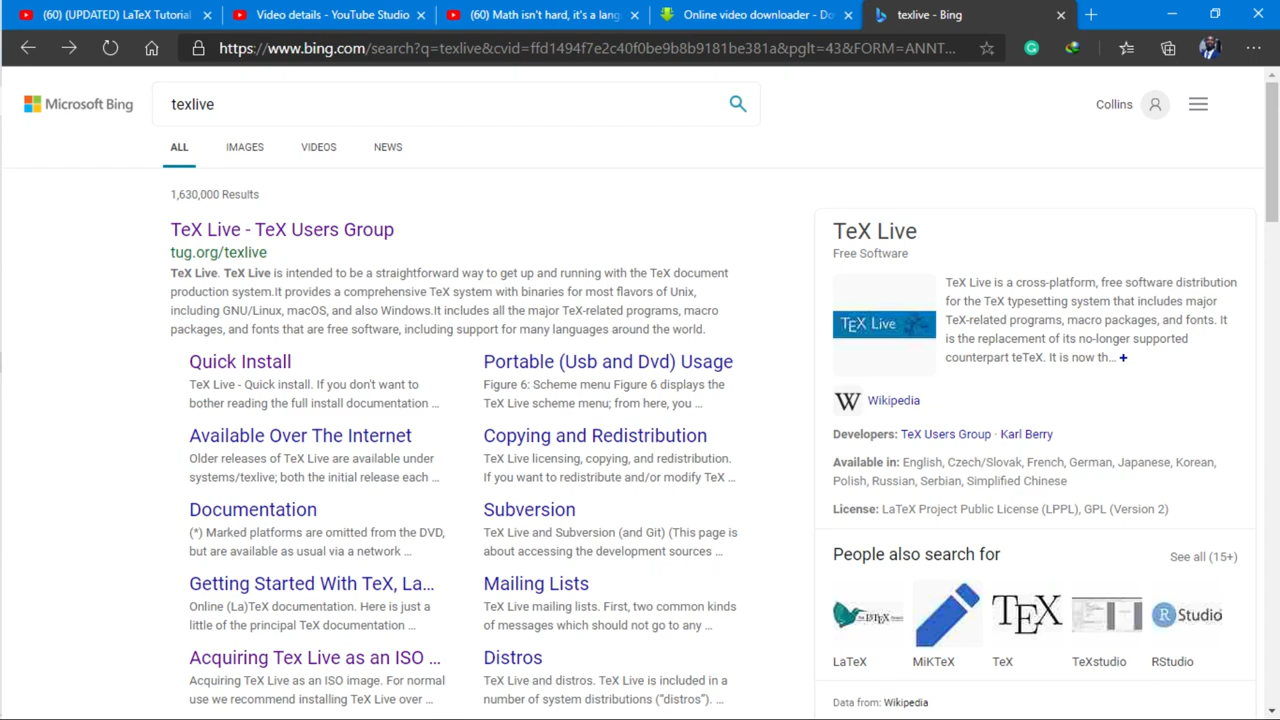 (60) (UPDATED) LaTeX Tutorial
Video details - YouTube Studio
(60) Math isn't hard, it's a lang
Online video downloader - Do
texlive - Bing
https://www.bing.com/search?q=texlive&cvid=ffd1494f7e2c40f0be9b8b9181be381a&pglt=43&FORM=ANNT...
Microsoft Bing
texlive
Collins
ALL
IMAGES
VIDEOS
NEWS
1,630,000 Results
TeX Live - TeX Users Group
tug.org/texlive
TeX Live. TeX Live is intended to be a straightforward way to get up and running with the TeX document
production system.It provides a comprehensive TeX system with binaries for most flavors of Unix,
including GNU/Linux, macOS, and also Windows.It includes all the major TeX-related programs, macro
packages, and fonts that are free software, including support for many languages around the world.
Quick Install
TeX Live - Quick install. If you don't want to
bother reading the full install documentation ...
Portable (Usb and Dvd) Usage
Figure 6: Scheme menu Figure 6 displays the
TeX Live scheme menu; from here, you ...
Available Over The Internet
Older releases of TeX Live are available under
systems/texlive; both the initial release each ...
Copying and Redistribution
TeX Live licensing, copying, and redistribution.
If you want to redistribute and/or modify TeX ...
Documentation
(*) Marked platforms are omitted from the DVD,
but are available as usual via a network ...
Subversion
TeX Live and Subversion (and Git) (This page is
about accessing the development sources ...
Getting Started With TeX, La...
Online (La)TeX documentation. Here is just a
little of the principal TeX documentation ...
Mailing Lists
TeX Live mailing lists. First, two common kinds
of messages which should not go to any ...
Acquiring Tex Live as an ISO ...
Acquiring TeX Live as an ISO image. For normal
use we recommend installing TeX Live over ...
Distros
TeX Live and distros. TeX Live is included in a
number of system distributions ("distros"). ...
TeX Live
Free Software
TEX Live
TeX Live is a cross-platform, free software distribution
for the TeX typesetting system that includes major
TeX-related programs, macro packages, and fonts. It
is the replacement of its no-longer supported
counterpart teTeX. It is now th... +
W Wikipedia
Developers: TeX Users Group · Karl Berry
Available in: English, Czech/Slovak, French, German, Japanese, Korean,
Polish, Russian, Serbian, Simplified Chinese
License: LaTeX Project Public License (LPPL), GPL (Version 2)
People also search for
See all (15+)
TEX
R Studio
LaTeX
MiKTeX
TeX
TeXstudio
RStudio
Data from: Wikipedia